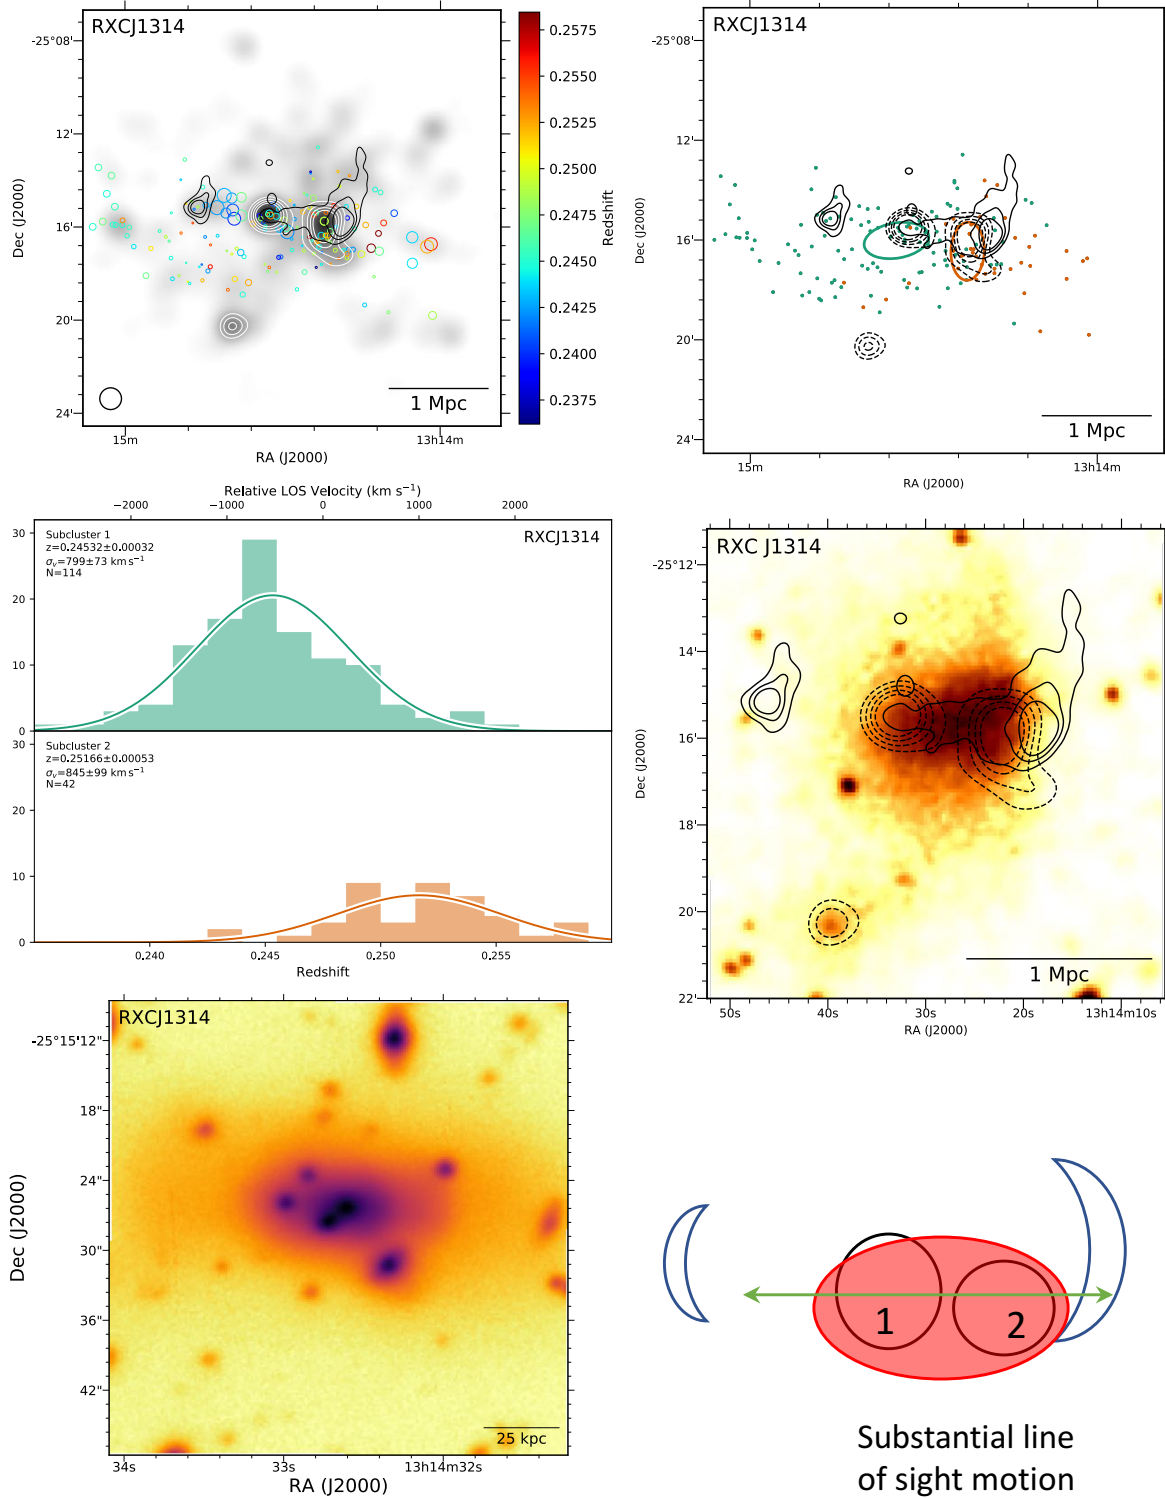 RXCJ1314
-25°08'
12'
16'
20'
24'
Dec (J2000)
15m
13h14m
RA (J2000)
1 Mpc
0.2575
0.2550
0.2525
0.2500
0.2475
0.2450
0.2425
0.2400
0.2375
Redshift
RXCJ1314
-25°08'
12'
16'
20'
24'
Dec (J2000)
15m
13h14m
RA (J2000)
1 Mpc
Relative LOS Velocity (km s⁻¹)
−2000 −1000 0 1000 2000
RXCJ1314
Subcluster 1
z=0.24532±0.00032
σᵥ=799±73 km s⁻¹
N=114
30
20
10
0
Subcluster 2
z=0.25166±0.00053
σᵥ=845±99 km s⁻¹
N=42
30
20
10
0
0.240 0.245 0.250 0.255
Redshift
RXC J1314
-25°12'
14'
16'
18'
20'
22'
Dec (J2000)
1 Mpc
50s 40s 30s 20s 13h14m10s
RA (J2000)
RXCJ1314
-25°15'12"
18"
24"
30"
36"
42"
Dec (J2000)
25 kpc
34s 33s 13h14m32s
RA (J2000)
1 2
Substantial line
of sight motion